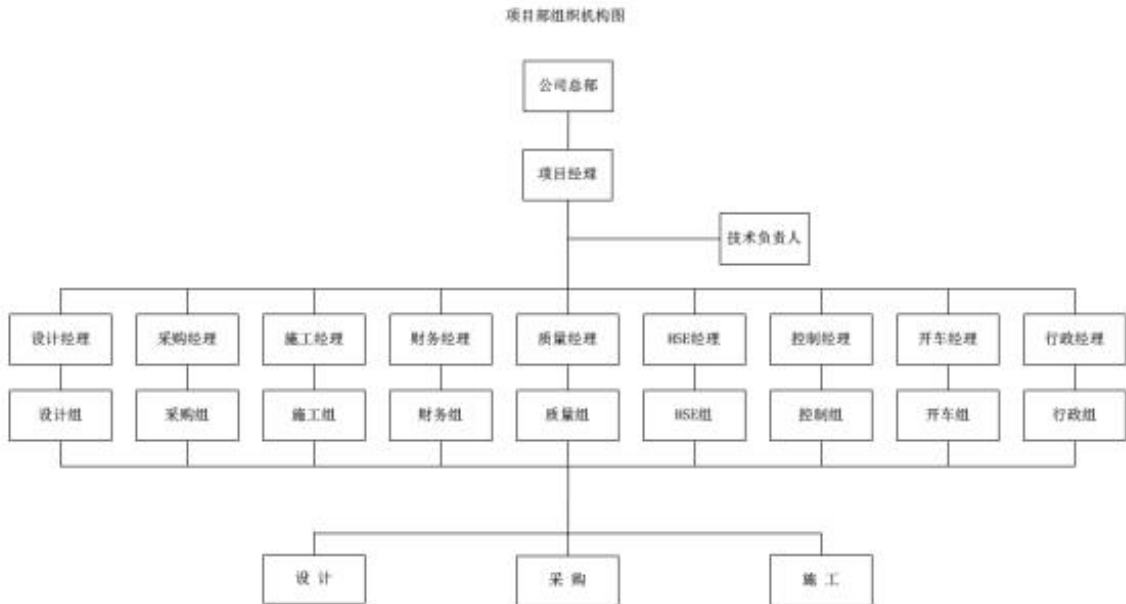 项目部组织机构图
公司总部
项目经理
技术负责人
设计经理 采购经理 施工经理 财务经理 质量经理 HSE经理 控制经理 开车经理 行政经理
设计组 采购组 施工组 财务组 质量组 HSE组 控制组 开车组 行政组
设 计 采 购 施 工